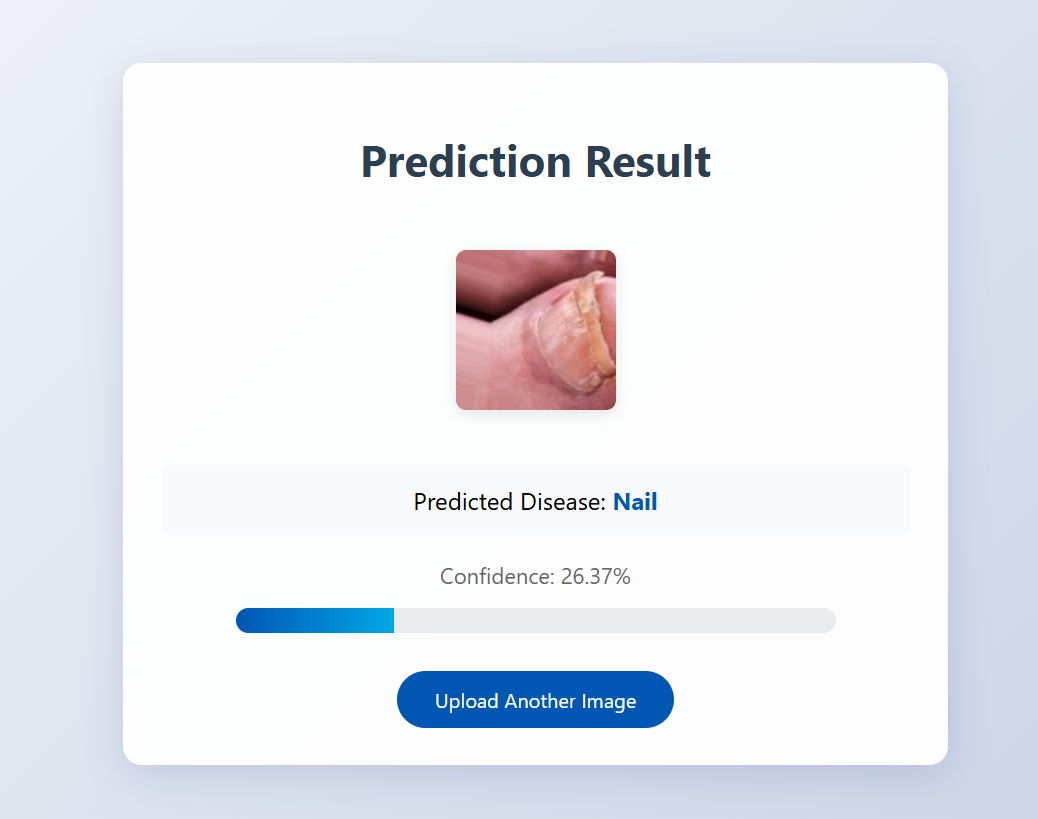 Prediction Result
Predicted Disease: Nail
Confidence: 26.37%
Upload Another Image